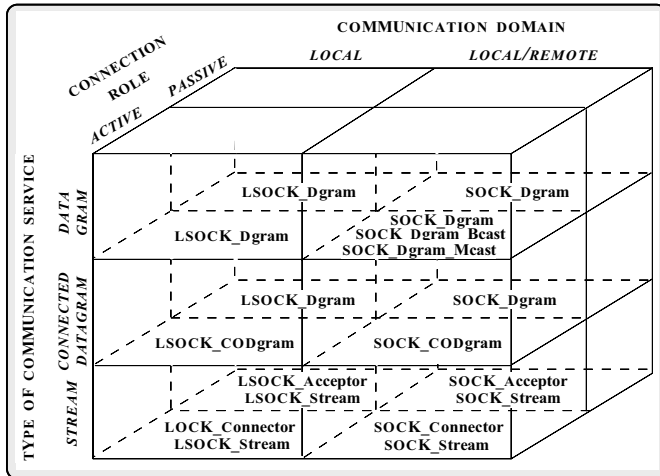 COMMUNICATION DOMAIN
LOCAL
LOCAL/REMOTE
CONNECTION
ROLE
ACTIVE
PASSIVE
TYPE OF COMMUNICATION SERVICE
DATA
GRAM
LSOCK_Dgram
SOCK_Dgram
LSOCK_Dgram
SOCK_Dgram
SOCK_Dgram_Bcast
SOCK_Dgram_Mcast
CONNECTED
DATAGRAM
LSOCK_Dgram
SOCK_Dgram
LSOCK_CODgram
SOCK_CODgram
STREAM
LSOCK_Acceptor
LSOCK_Stream
SOCK_Acceptor
SOCK_Stream
LOCK_Connector
LSOCK_Stream
SOCK_Connector
SOCK_Stream